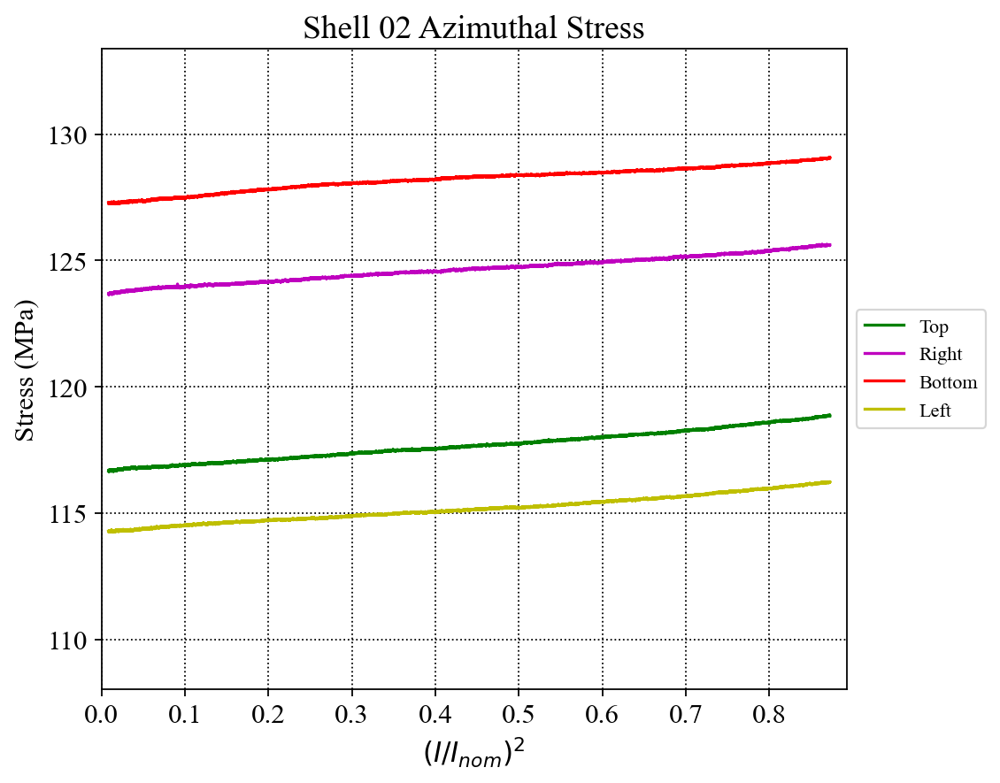 Shell 02 Azimuthal Stress
Stress (MPa)
130
125
120
115
110
0.0 0.1 0.2 0.3 0.4 0.5 0.6 0.7 0.8
(I/I_nom)^2
Top
Right
Bottom
Left